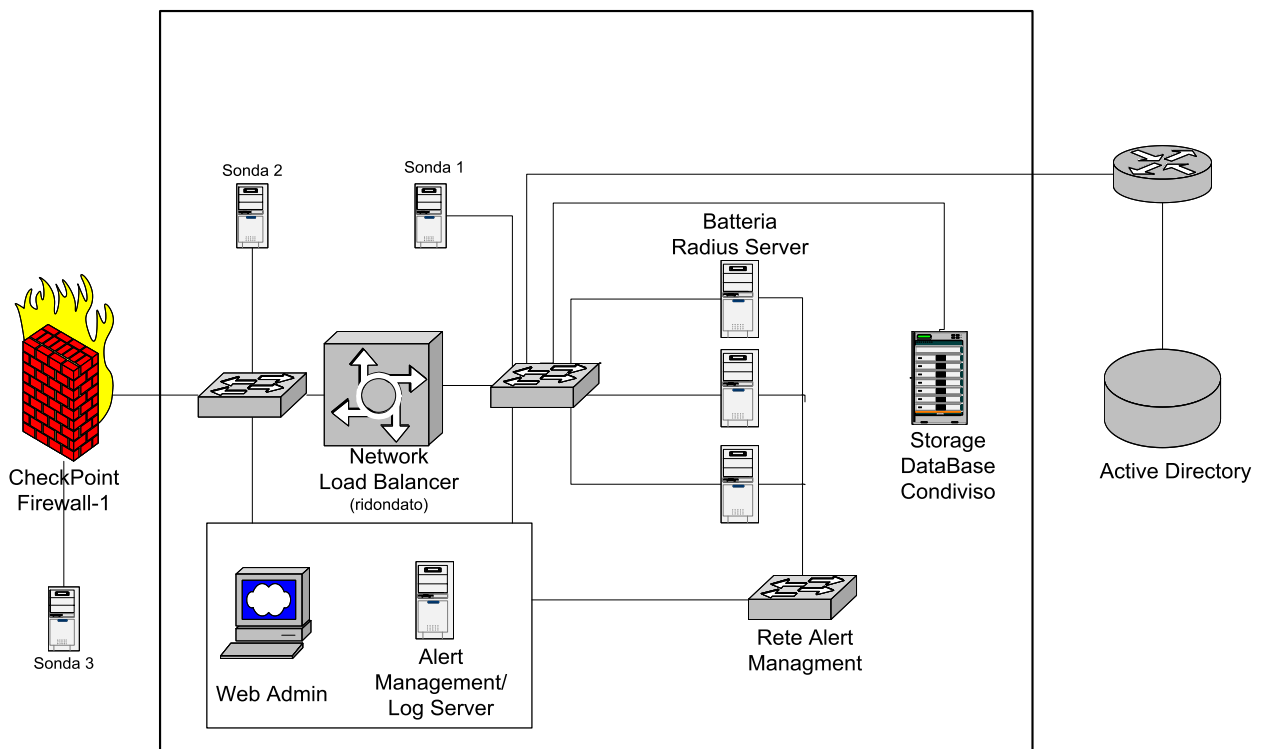 Sonda 2
Sonda 1
Batteria
Radius Server
CheckPoint
Firewall-1
Network
Load Balancer
(ridondato)
Storage
DataBase
Condiviso
Active Directory
Sonda 3
Web Admin
Alert
Management/
Log Server
Rete Alert
Managment